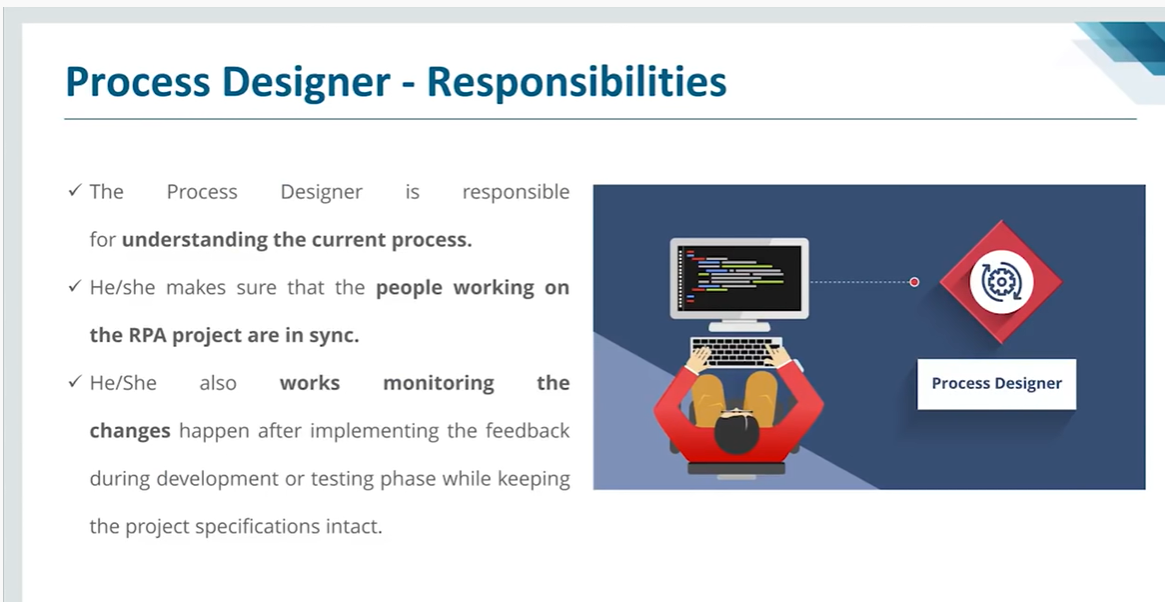 Process Designer - Responsibilities
✓ The Process Designer is responsible
for understanding the current process.
✓ He/she makes sure that the people working on
the RPA project are in sync.
✓ He/She also works monitoring the
changes happen after implementing the feedback
during development or testing phase while keeping
the project specifications intact.
Process Designer